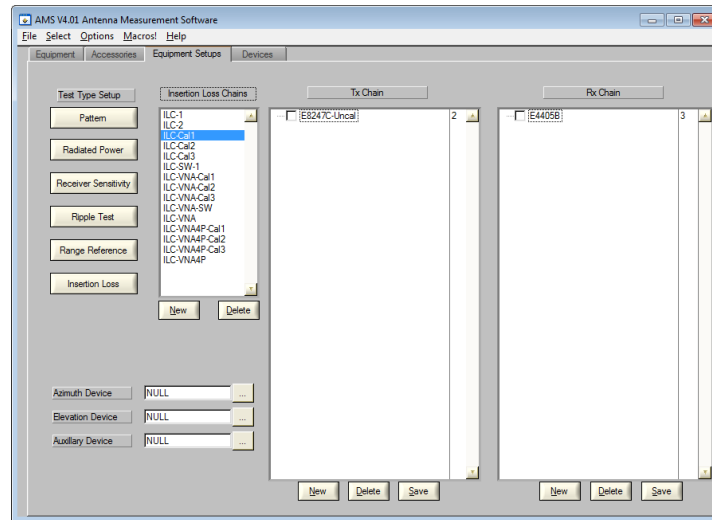 AMS V4.01 Antenna Measurement Software
File Select Options Macros! Help
Equipment Accessories Equipment Setups Devices
Test Type Setup
Pattern
Radiated Power
Receiver Sensitivity
Ripple Test
Range Reference
Insertion Loss
Insertion Loss Chains
ILC-1
ILC-2
ILC-Cal1
ILC-Cal2
ILC-Cal3
ILC-SW-1
ILC-VNA-Cal1
ILC-VNA-Cal2
ILC-VNA-Cal3
ILC-VNA-SW
ILC-VNA
ILC-VNA4P-Cal1
ILC-VNA4P-Cal2
ILC-VNA4P-Cal3
ILC-VNA4P
New Delete
Tx Chain
E8247C-Uncal 2
New Delete Save
Rx Chain
E4405B 3
New Delete Save
Azimuth Device NULL ...
Elevation Device NULL ...
Auxillary Device NULL ...